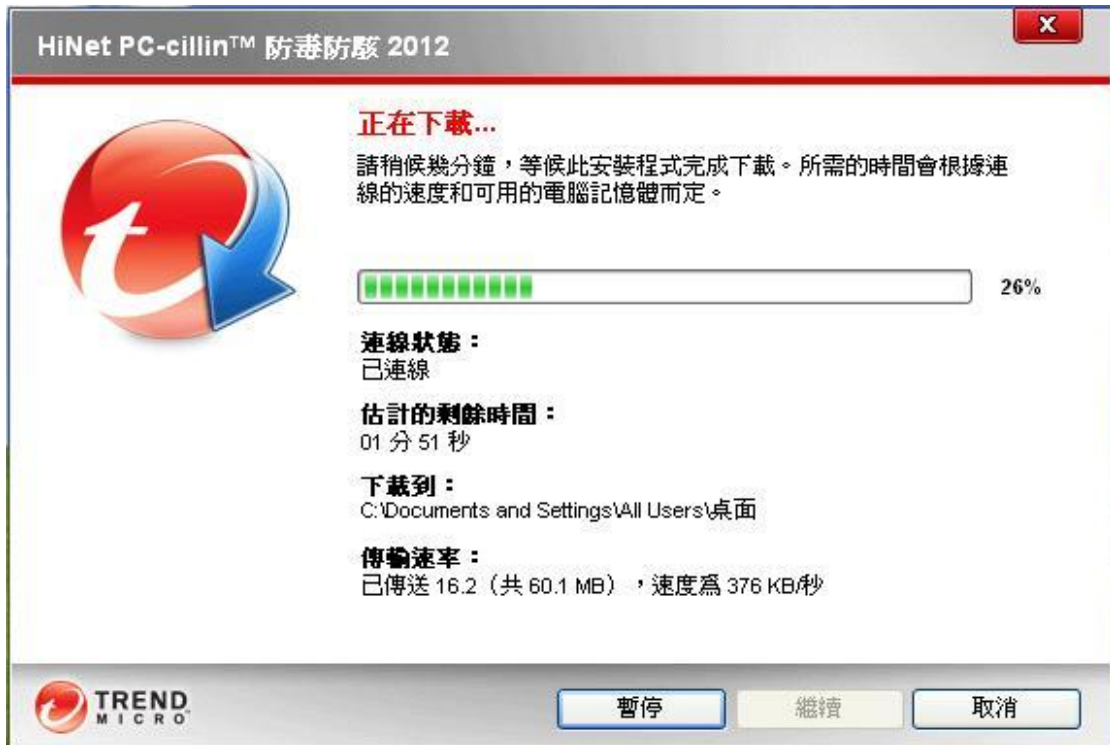 HiNet PC-cillin™ 防毒防駭 2012
正在下載...
請稍候幾分鐘，等候此安裝程式完成下載。所需的時間會根據連
線的速度和可用的電腦記憶體而定。
26%
連線狀態：
已連線
估計的剩餘時間：
01 分 51 秒
下載到：
C:\Documents and Settings\All Users\桌面
傳輸速率：
已傳送 16.2（共 60.1 MB），速度為 376 KB/秒
TREND
MICRO
暫停
繼續
取消